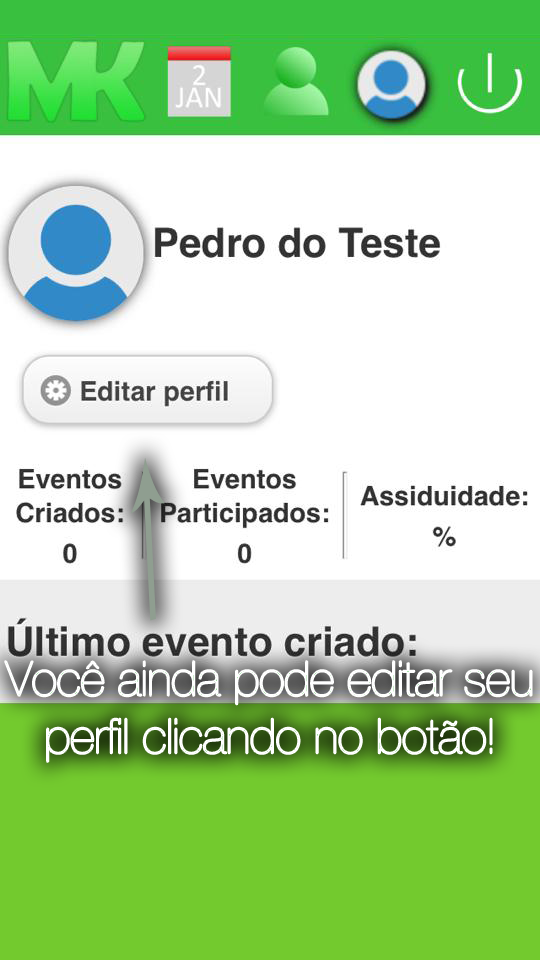 MK
2
JAN
Pedro do Teste
Editar perfil
Eventos
Criados:
0
Eventos
Participados:
0
Assiduidade:
%
Último evento criado:
Você ainda pode editar seu
perfil clicando no botão!